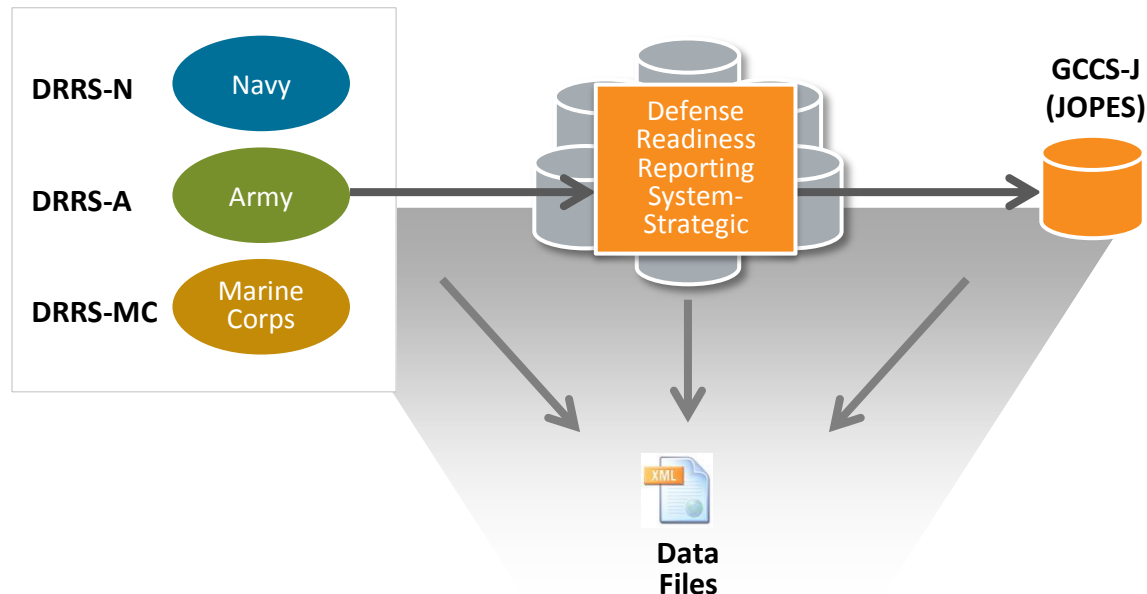 DRRS-N
Navy
DRRS-A
Army
DRRS-MC
Marine
Corps
Defense
Readiness
Reporting
System-
Strategic
GCCS-J
(JOPES)
XML
Data
Files